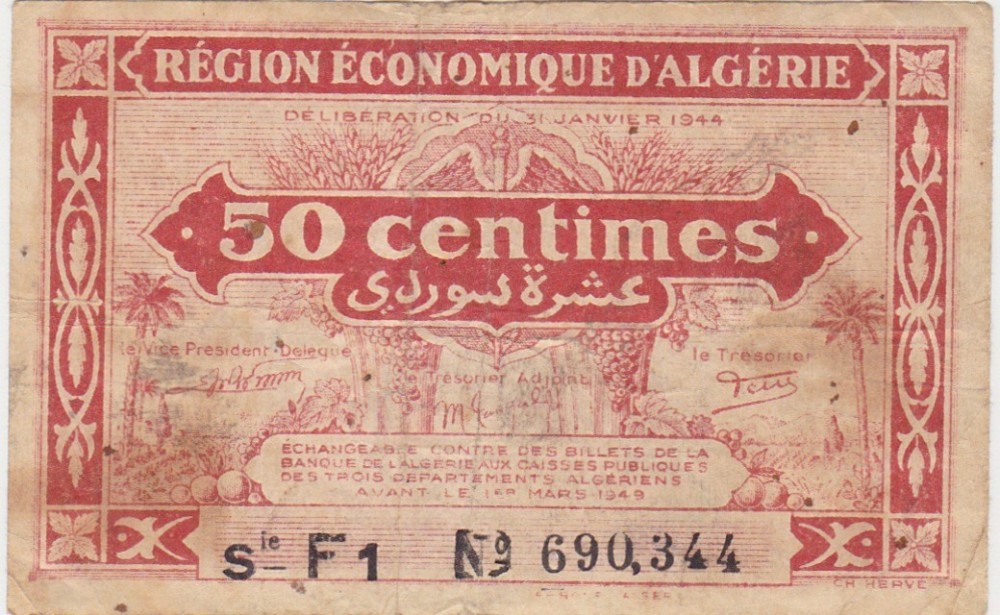 RÉGION ÉCONOMIQUE D'ALGÉRIE
DÉLIBÉRATION DU 31 JANVIER 1944
50 centimes
عشرة سوردي
le Vice Président Délégué
le Trésorier Adjoint
le Trésorier
ÉCHANGEABLE CONTRE DES BILLETS DE LA
BANQUE DE L'ALGÉRIE AUX CAISSES PUBLIQUES
DES TROIS DÉPARTEMENTS ALGÉRIENS
AVANT LE 1ER MARS 1949
Sie F1 No 690,344
CH. HERVÉ